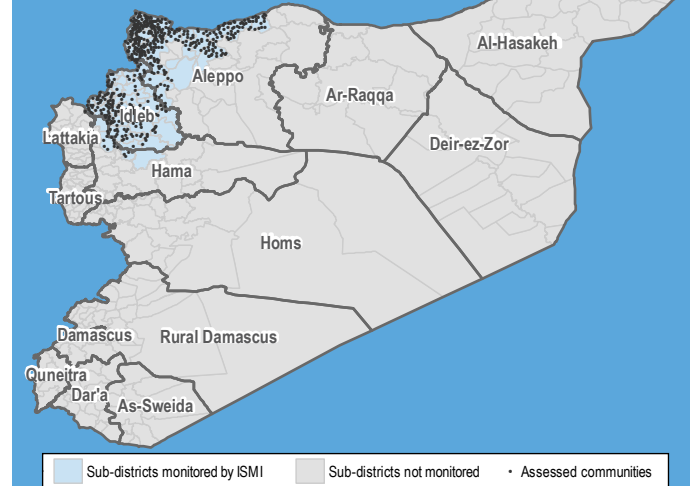 Al-Hasakeh
Aleppo
Ar-Raqqa
Idleb
Lattakia
Deir-ez-Zor
Hama
Tartous
Homs
Damascus
Rural Damascus
Quneitra
Dar'a
As-Sweida
Sub-districts monitored by ISMI
Sub-districts not monitored
Assessed communities